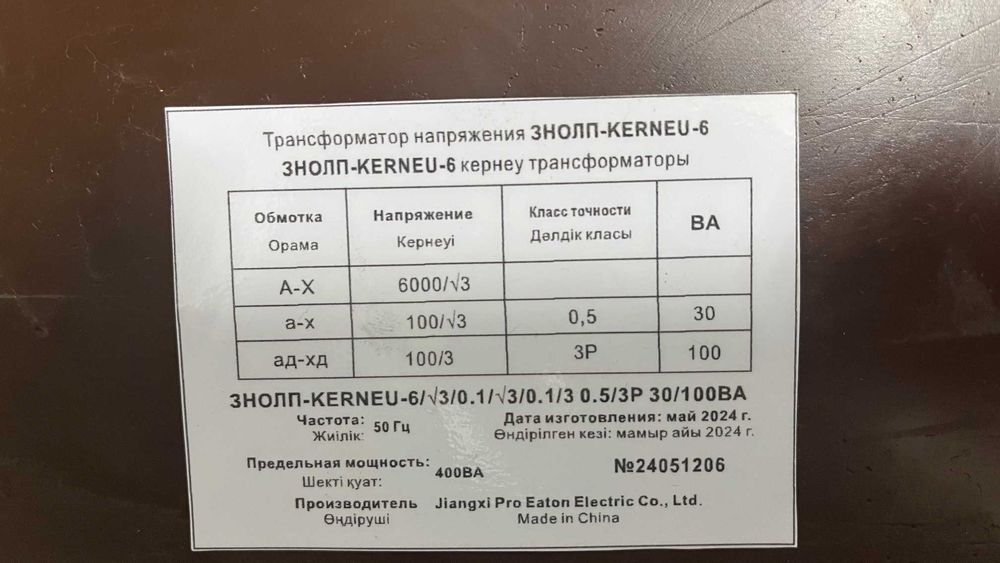 Трансформатор напряжения ЗНОЛП-KERNEU-6
ЗНОЛП-KERNEU-6 кернеу трансформаторы
Обмотка Напряжение Класс точности ВА
Орама Кернеуі Дәлдік класы
А-Х 6000/√3
а-х 100/√3 0,5 30
ад-хд 100/3 3Р 100
ЗНОЛП-KERNEU-6/√3/0.1/√3/0.1/3 0.5/3Р 30/100ВА
Частота: 50 Гц Дата изготовления: май 2024 г.
Жиілік: Өндірілген кезі: мамыр айы 2024 г.
Предельная мощность: 400ВА №24051206
Шекті қуат:
Производитель Jiangxi Pro Eaton Electric Co., Ltd.
Өңдіруші Made in China